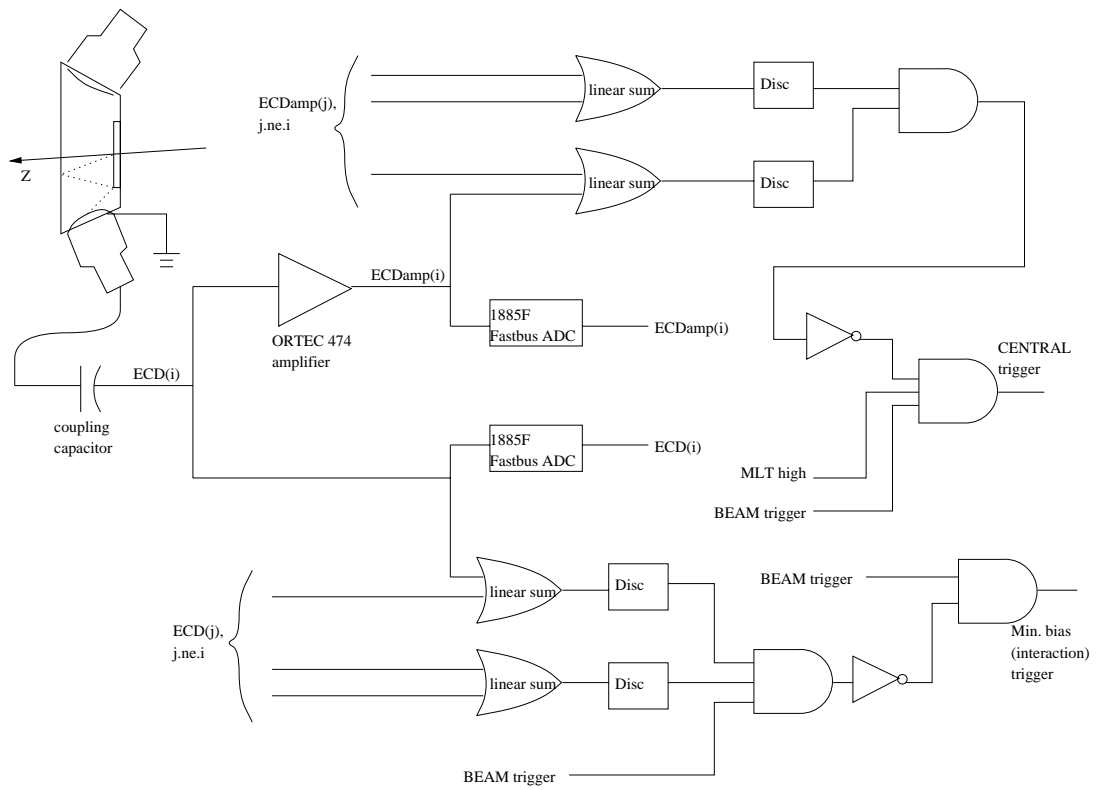 ECDamp(j),
j.ne.i
linear sum
Disc
linear sum
Disc
Z
ECDamp(i)
ORTEC 474
amplifier
1885F
Fastbus ADC
ECDamp(i)
CENTRAL
trigger
ECD(i)
coupling
capacitor
1885F
Fastbus ADC
ECD(i)
MLT high
BEAM trigger
ECD(j),
j.ne.i
linear sum
Disc
linear sum
Disc
BEAM trigger
BEAM trigger
Min. bias
(interaction)
trigger